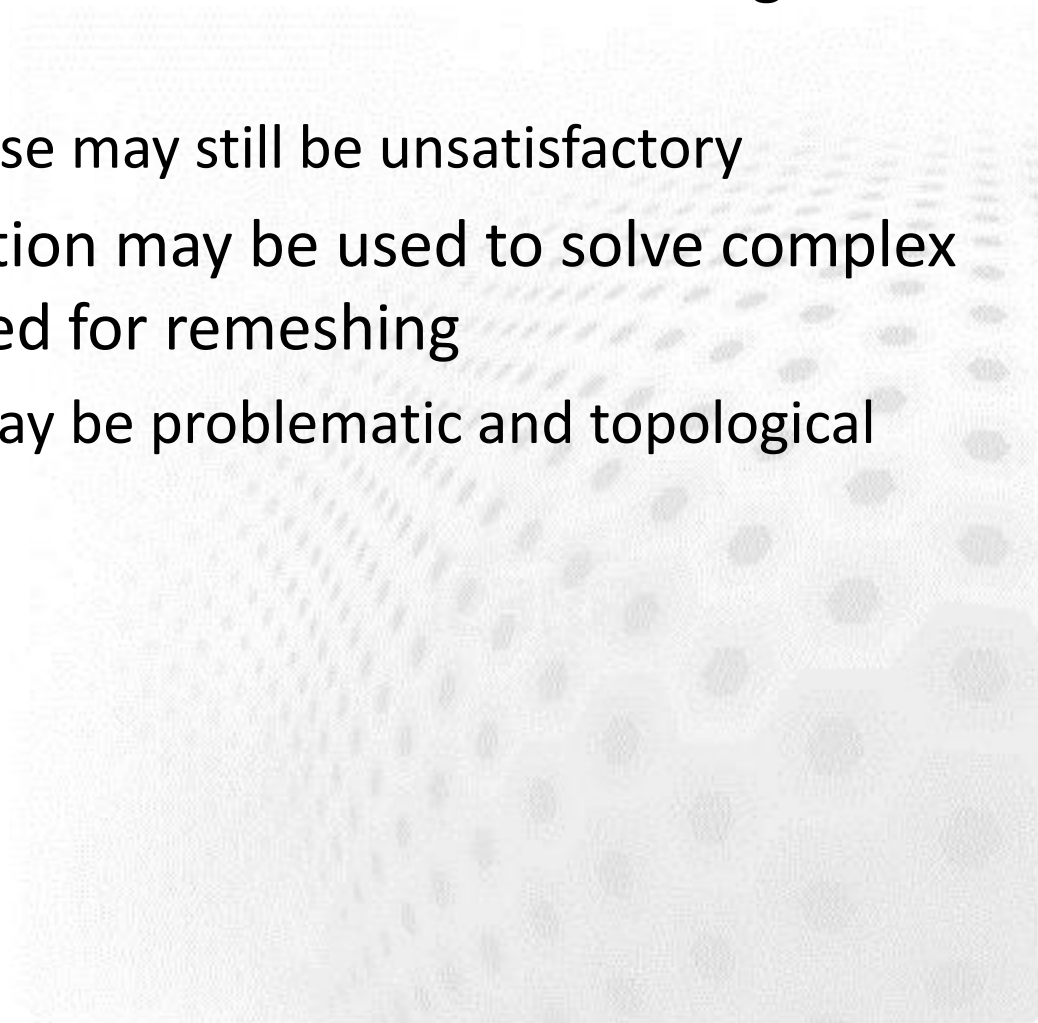 se may still be unsatisfactory
tion may be used to solve complex
ed for remeshing
ay be problematic and topological